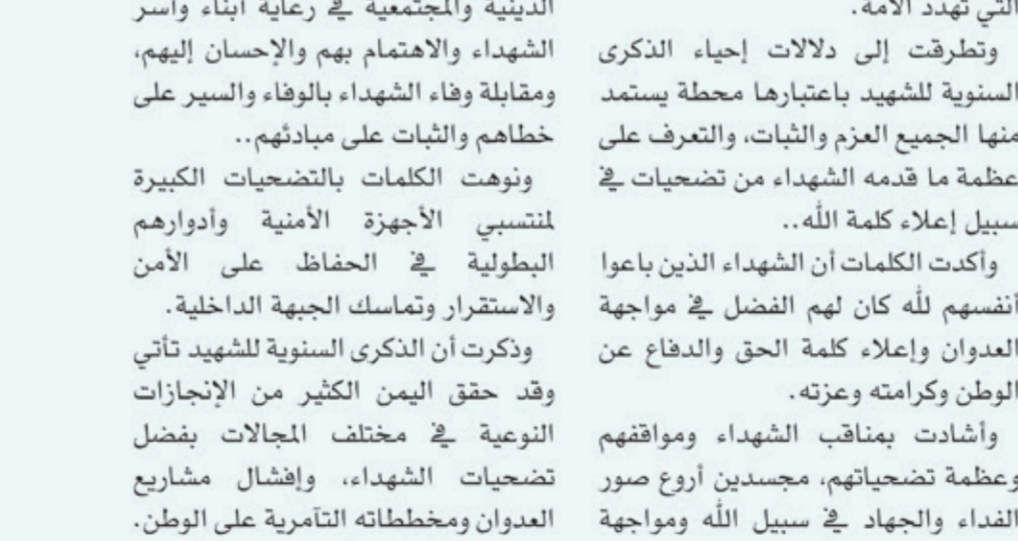 التي تهدد الأمة.
وتطرقت إلى دلالات إحياء الذكرى
السنوية للشهيد باعتبارها محطة يستمد
منها الجميع العزم والثبات، والتعرف على
عظمة ما قدمه الشهداء من تضحيات في
سبيل إعلاء كلمة الله..
وأكدت الكلمات أن الشهداء الذين باعوا
أنفسهم لله كان لهم الفضل في مواجهة
العدوان وإعلاء كلمة الحق والدفاع عن
الوطن وكرامته وعزته.
وأشادت بمناقب الشهداء ومواقفهم
وعظمة تضحياتهم، مجسدين أروع صور
الفداء والجهاد في سبيل الله ومواجهة
الدينية والمجتمعية في رعاية أبناء وأسر
الشهداء والاهتمام بهم والإحسان إليهم،
ومقابلة وفاء الشهداء بالوفاء والسير على
خطاهم والثبات على مبادئهم..
ونوهت الكلمات بالتضحيات الكبيرة
لمنتسبي الأجهزة الأمنية وأدوارهم
البطولية في الحفاظ على الأمن
والاستقرار وتماسك الجبهة الداخلية.
وذكرت أن الذكرى السنوية للشهيد تأتي
وقد حقق اليمن الكثير من الإنجازات
النوعية في مختلف المجالات بفضل
تضحيات الشهداء، وإفشال مشاريع
العدوان ومخططاته التآمرية على الوطن.